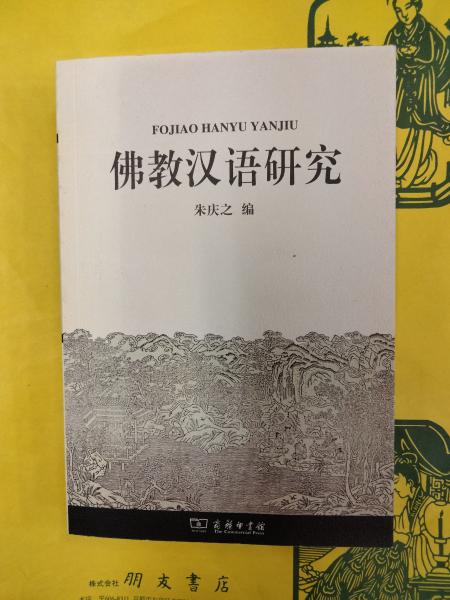 FOJIAO HANYU YANJIU
佛教汉语研究
朱庆之 编
商务印书馆
The Commercial Press
株式会社 朋友書店